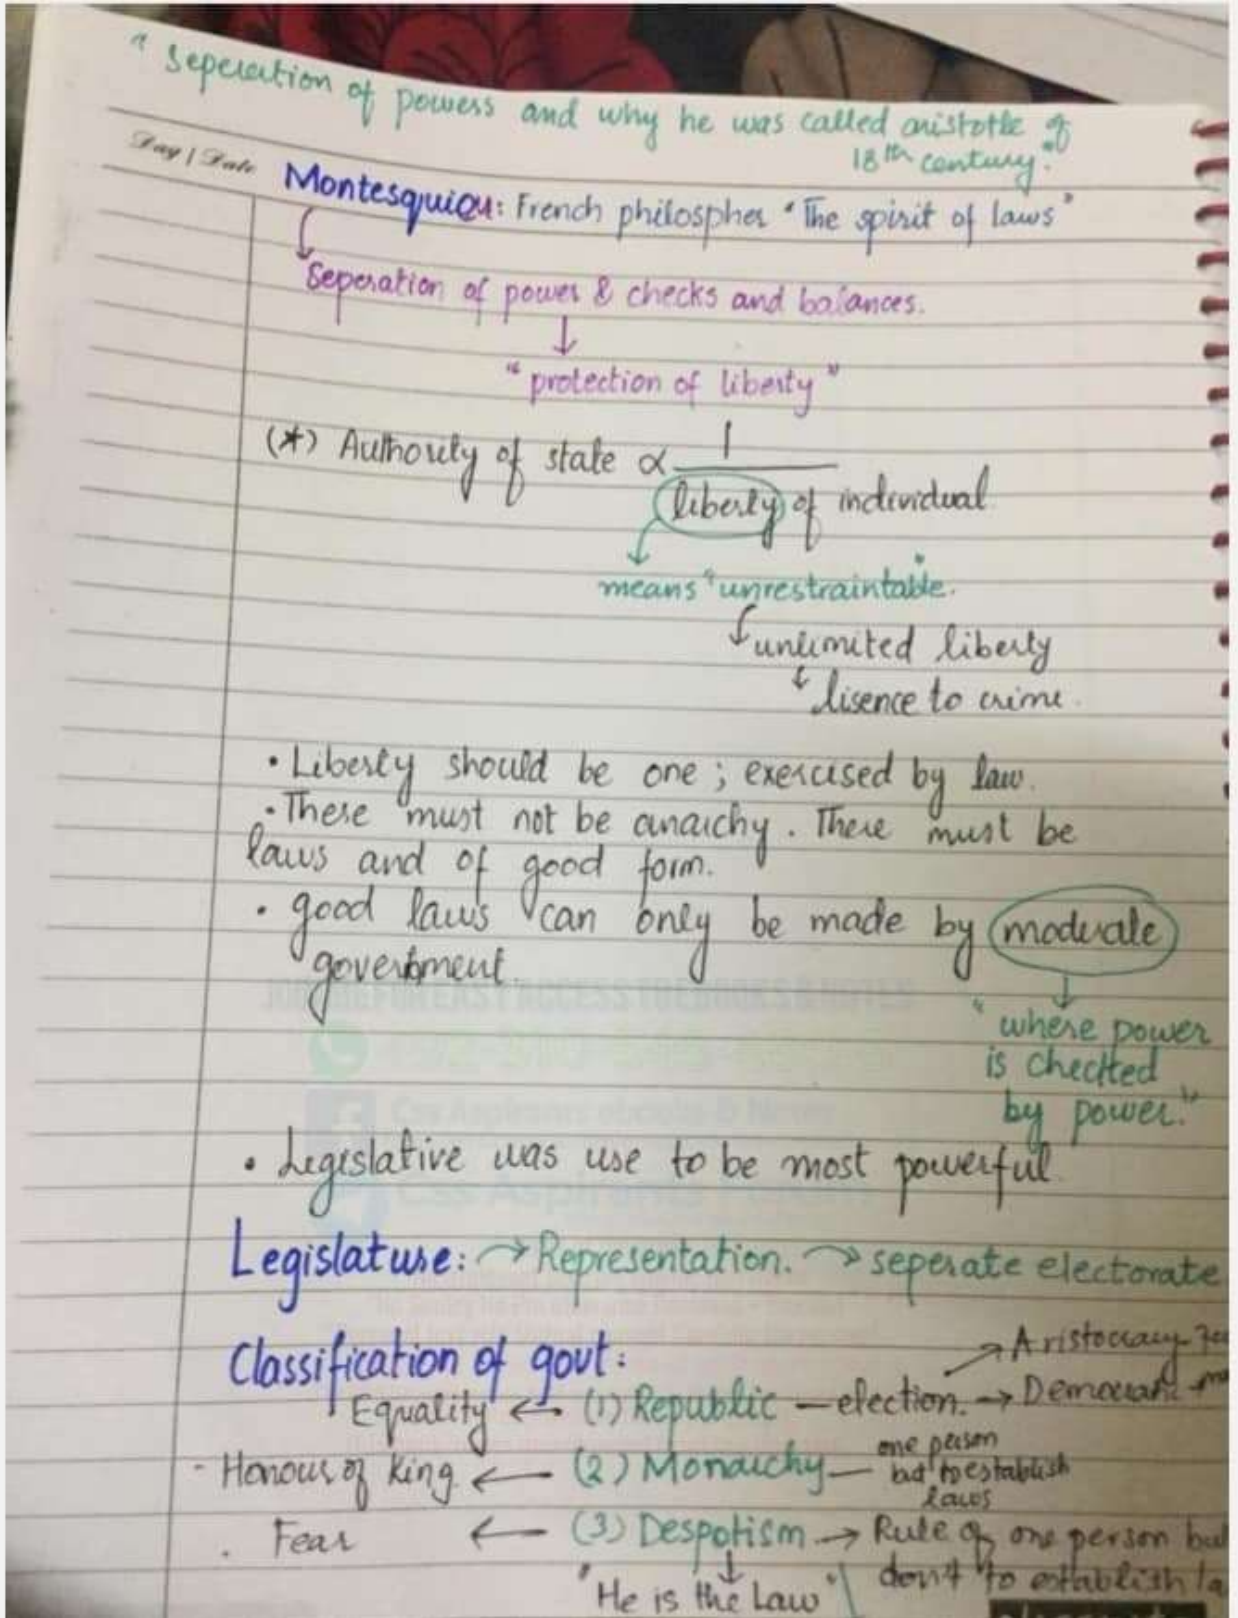 " Seperation of powers and why he was called aristotle of
18th century."
Day / Date
Montesquieu: French philospher "The spirit of laws"
Seperation of power & checks and balances.
↓
"protection of liberty"
(*) Authority of state ∝ 1
liberty of individual
means "unrestraintable."
unlimited liberty
↓ lisence to crime.
• Liberty should be one ; exercised by law.
• There must not be anarchy. There must be
laws and of good form.
• good laws can only be made by moderate
government.
"where power
is checked
by power."
• Legislative was use to be most powerful.
Legislature: → Representation. → seperate electorate
Classification of govt:
Aristocracy
Equality ← (1) Republic — election. → Democratic
one person
Honour of King ← (2) Monarchy — but to establish
laws
Fear ← (3) Despotism → Rule of one person but
↓ don't to establish
"He is the Law"